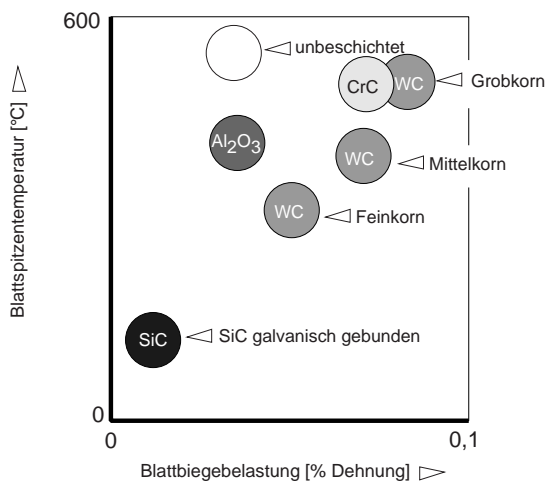 600
unbeschichtet
CrC
WC
Grobkorn
Al₂O₃
WC
Mittelkorn
WC
Feinkorn
SiC
SiC galvanisch gebunden
Blattspitzentemperatur [°C]
0
0
0,1
Blattbiegebelastung [% Dehnung]